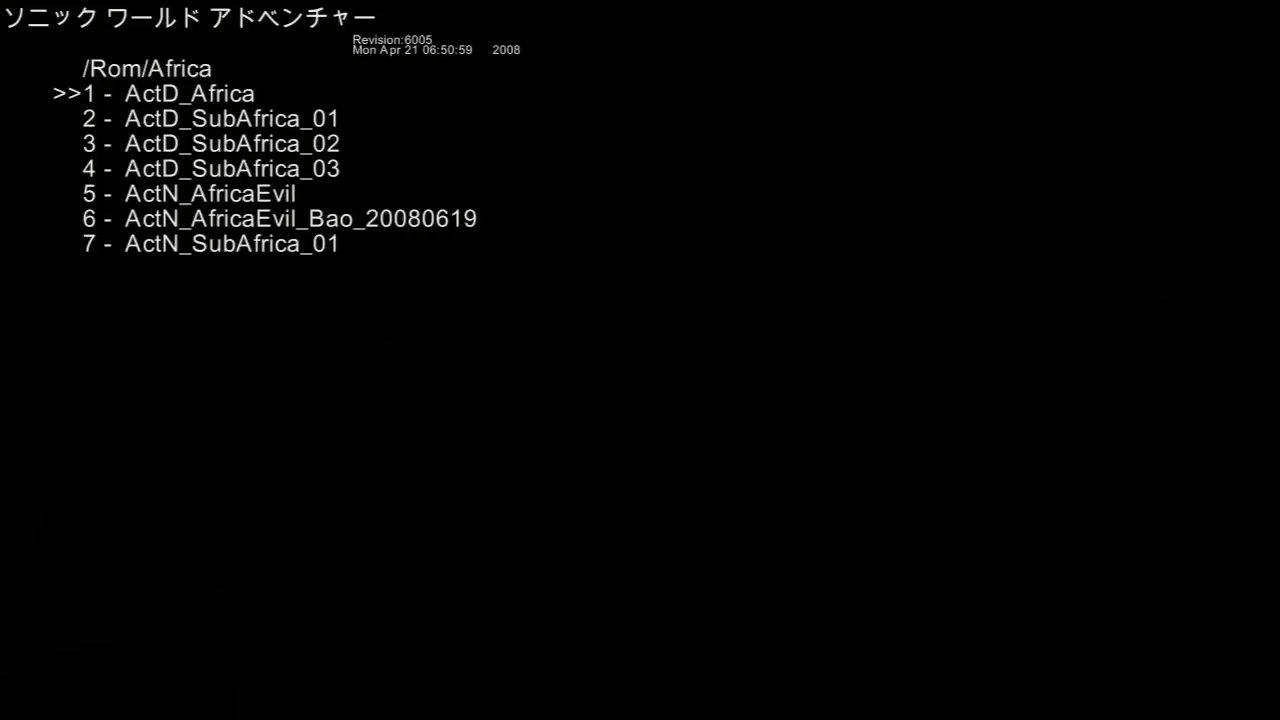 ソニック ワールド アドベンチャー
Revision:6005
Mon Apr 21 06:50:59 2008
/Rom/Africa
>>1 - ActD_Africa
2 - ActD_SubAfrica_01
3 - ActD_SubAfrica_02
4 - ActD_SubAfrica_03
5 - ActN_AfricaEvil
6 - ActN_AfricaEvil_Bao_20080619
7 - ActN_SubAfrica_01